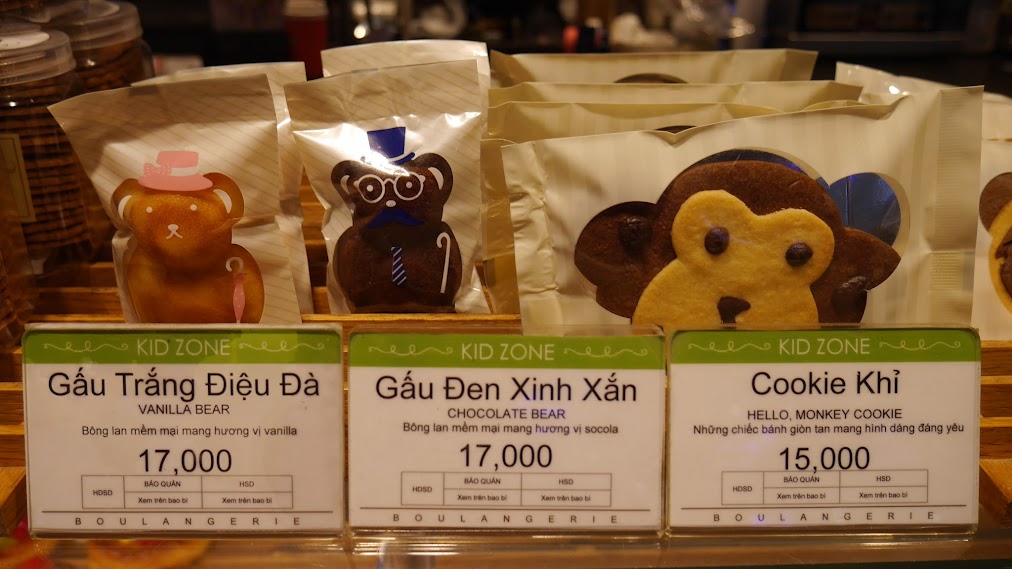 KID ZONE
Gấu Trắng Điệu Đà
VANILLA BEAR
Bông lan mềm mại mang hương vị vanilla
17,000
HDSD
BẢO QUẢN
HSD
Xem trên bao bì
Xem trên bao bì
BOULANGERIE
KID ZONE
Gấu Đen Xinh Xắn
CHOCOLATE BEAR
Bông lan mềm mại mang hương vị socola
17,000
HDSD
BẢO QUẢN
HSD
Xem trên bao bì
Xem trên bao bì
BOULANGERIE
KID ZONE
Cookie Khỉ
HELLO, MONKEY COOKIE
Những chiếc bánh giòn tan mang hình dáng đáng yêu
15,000
HDSD
BẢO QUẢN
HSD
Xem trên bao bì
Xem trên bao bì
BOULANGERIE